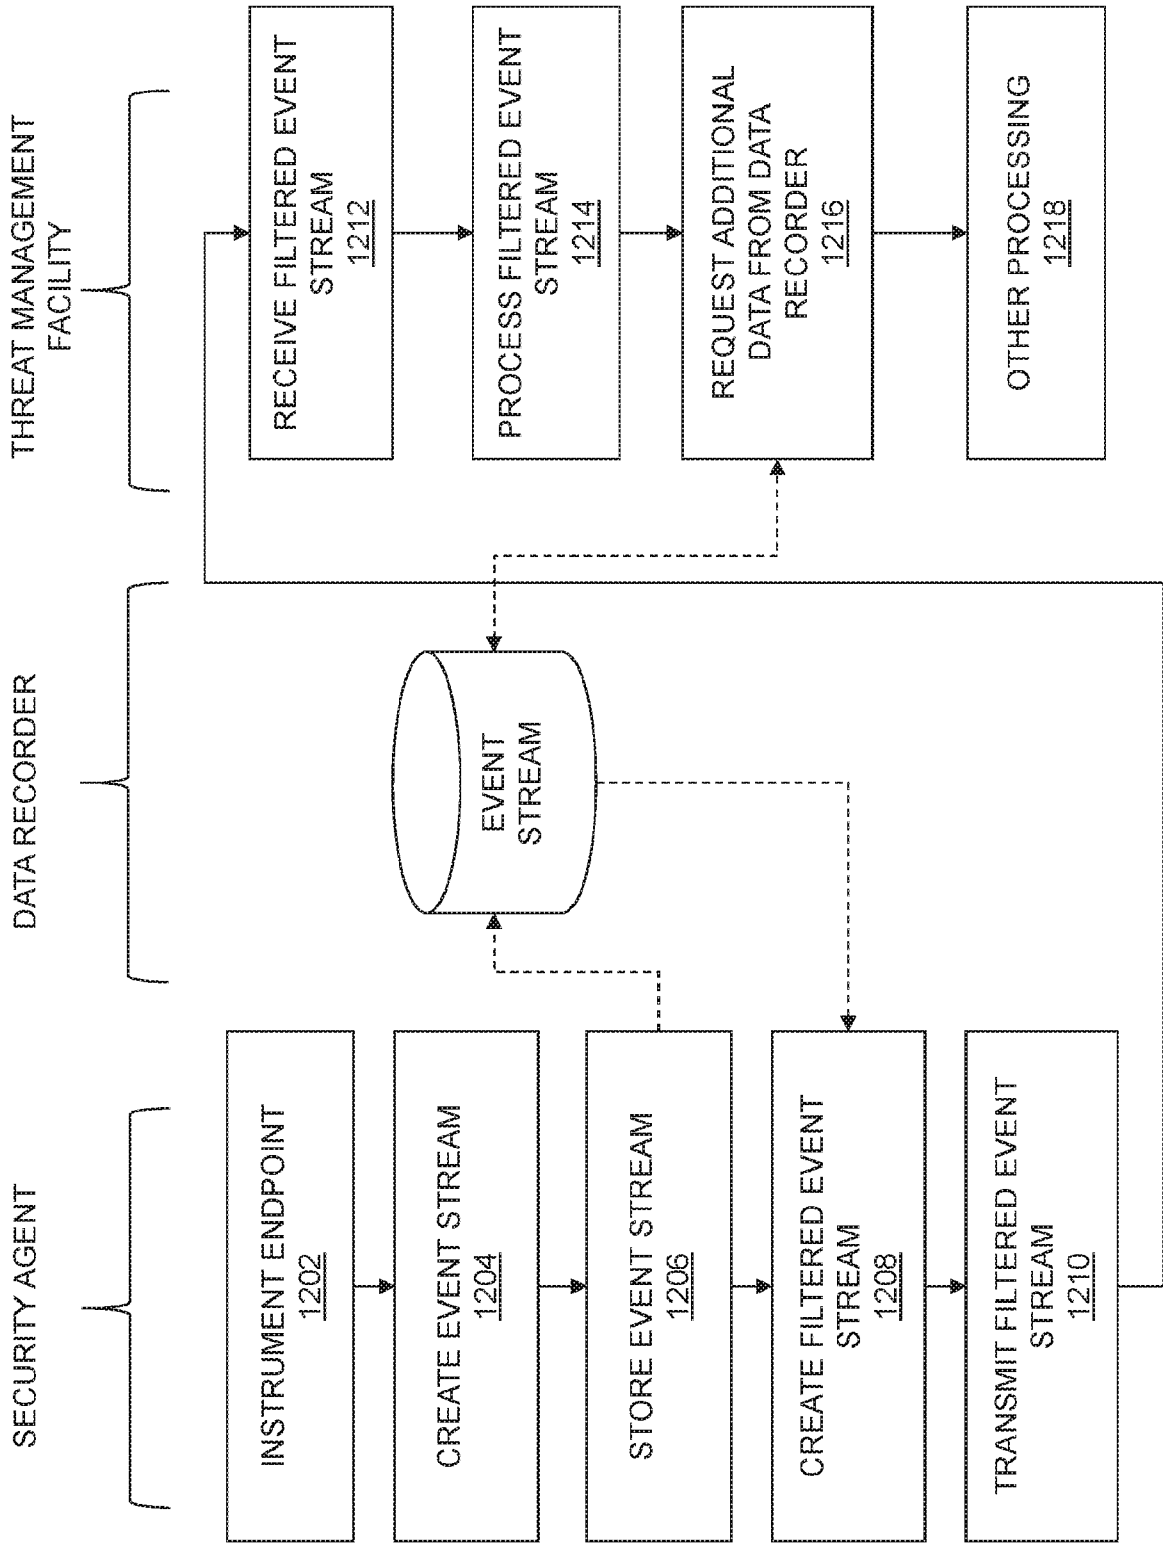 SECURITY AGENT
INSTRUMENT ENDPOINT
1202
CREATE EVENT STREAM
1204
STORE EVENT STREAM
1206
CREATE FILTERED EVENT
STREAM
1208
TRANSMIT FILTERED EVENT
STREAM
1210
DATA RECORDER
EVENT
STREAM
THREAT MANAGEMENT
FACILITY
RECEIVE FILTERED EVENT
STREAM
1212
PROCESS FILTERED EVENT
STREAM
1214
REQUEST ADDITIONAL
DATA FROM DATA
RECORDER
1216
OTHER PROCESSING
1218